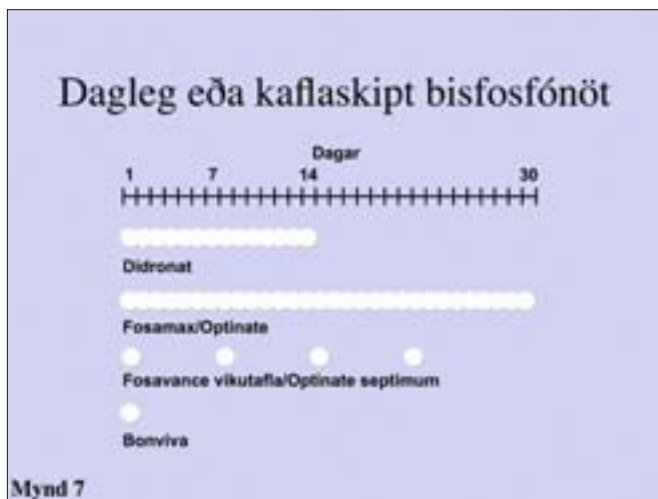 Dagleg eða kaflaskipt bisfosfónöt
Dagar
1 7 14 30
Didronat
Fosamax/Optinate
Fosavance vikutafla/Optinate septimum
Bonviva
Mynd 7